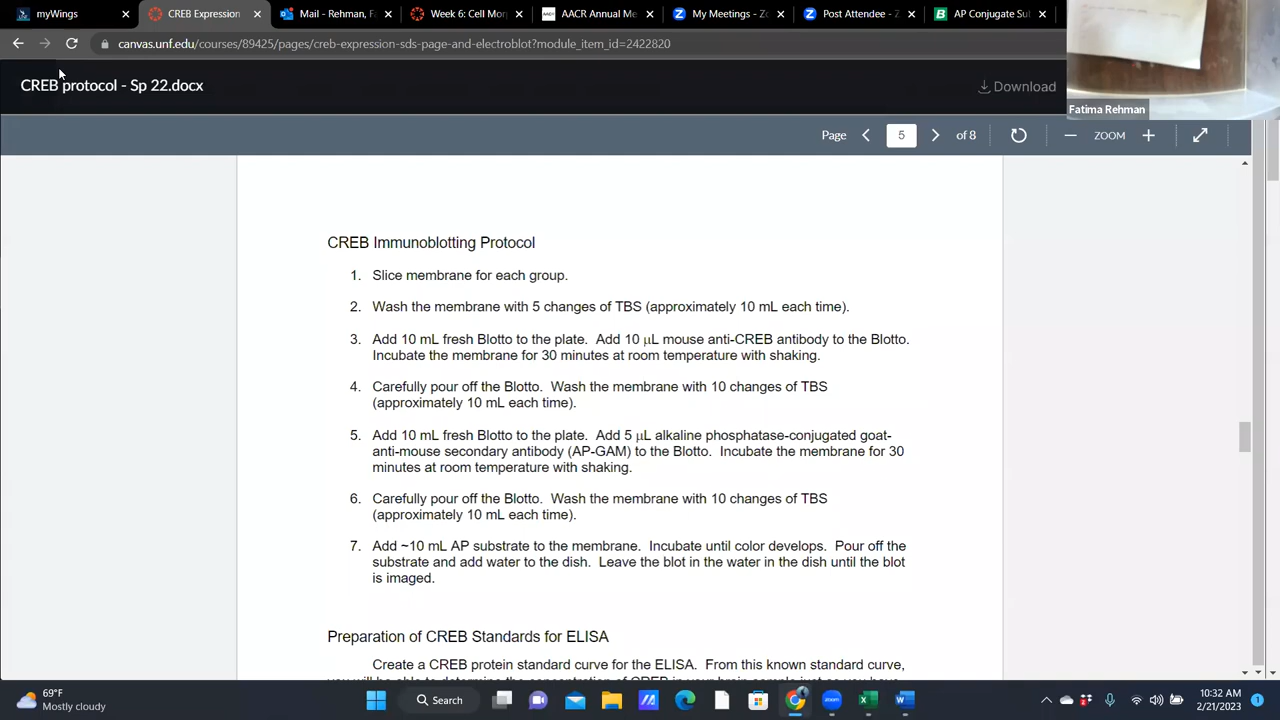 myWings
CREB Expression
Mail - Rehman, Fa
Week 6: Cell Morp
AACR Annual Me
My Meetings - Zo
Post Attendee - Zo
AP Conjugate Sub
canvas.unf.edu/courses/89425/pages/creb-expression-sds-page-and-electroblot?module_item_id=2422820
CREB protocol - Sp 22.docx
Download
Fatima Rehman
Page 5 of 8
ZOOM
CREB Immunoblotting Protocol
1. Slice membrane for each group.
2. Wash the membrane with 5 changes of TBS (approximately 10 mL each time).
3. Add 10 mL fresh Blotto to the plate. Add 10 µL mouse anti-CREB antibody to the Blotto.
Incubate the membrane for 30 minutes at room temperature with shaking.
4. Carefully pour off the Blotto. Wash the membrane with 10 changes of TBS
(approximately 10 mL each time).
5. Add 10 mL fresh Blotto to the plate. Add 5 µL alkaline phosphatase-conjugated goat-
anti-mouse secondary antibody (AP-GAM) to the Blotto. Incubate the membrane for 30
minutes at room temperature with shaking.
6. Carefully pour off the Blotto. Wash the membrane with 10 changes of TBS
(approximately 10 mL each time).
7. Add ~10 mL AP substrate to the membrane. Incubate until color develops. Pour off the
substrate and add water to the dish. Leave the blot in the water in the dish until the blot
is imaged.
Preparation of CREB Standards for ELISA
Create a CREB protein standard curve for the ELISA. From this known standard curve,
69°F
Mostly cloudy
Search
10:32 AM
2/21/2023